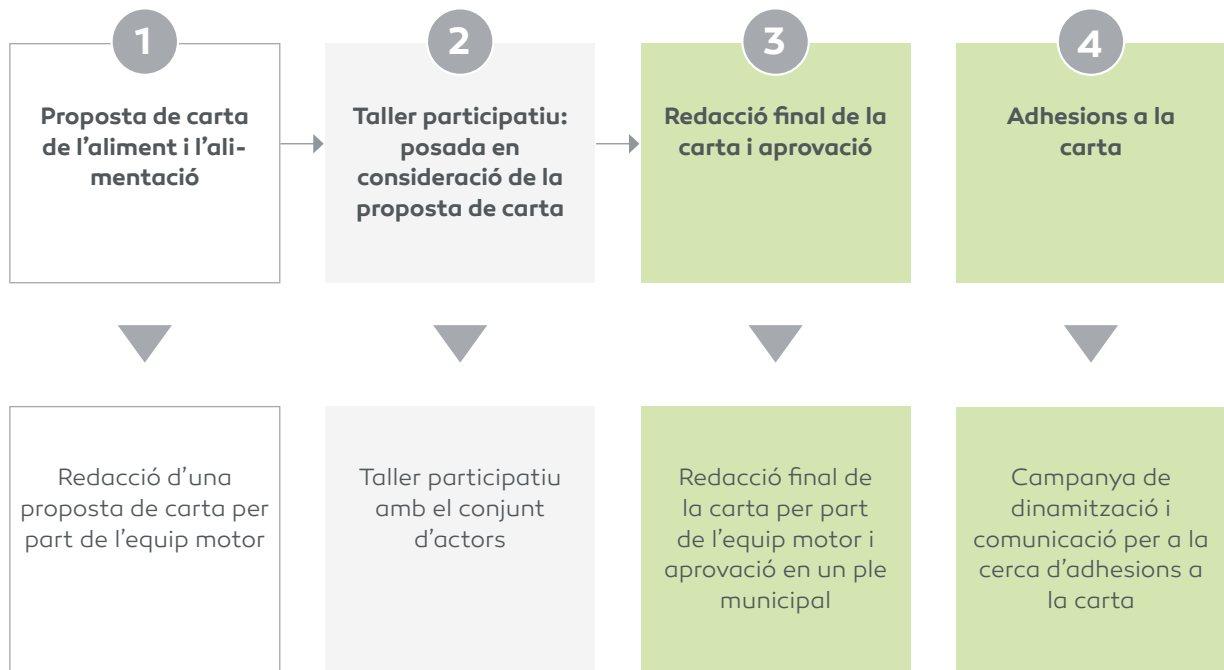 1
Proposta de carta
de l’aliment i l’ali-
mentació
2
Taller participatiu:
posada en
consideració de la
proposta de carta
3
Redacció final de la
carta i aprovació
4
Adhesions a la
carta
Redacció d’una
proposta de carta per
part de l’equip motor
Taller participatiu
amb el conjunt
d’actors
Redacció final de
la carta per part
de l’equip motor i
aprovació en un ple
municipal
Campanya de
dinamització i
comunicació per a la
cerca d’adhesions a
la carta